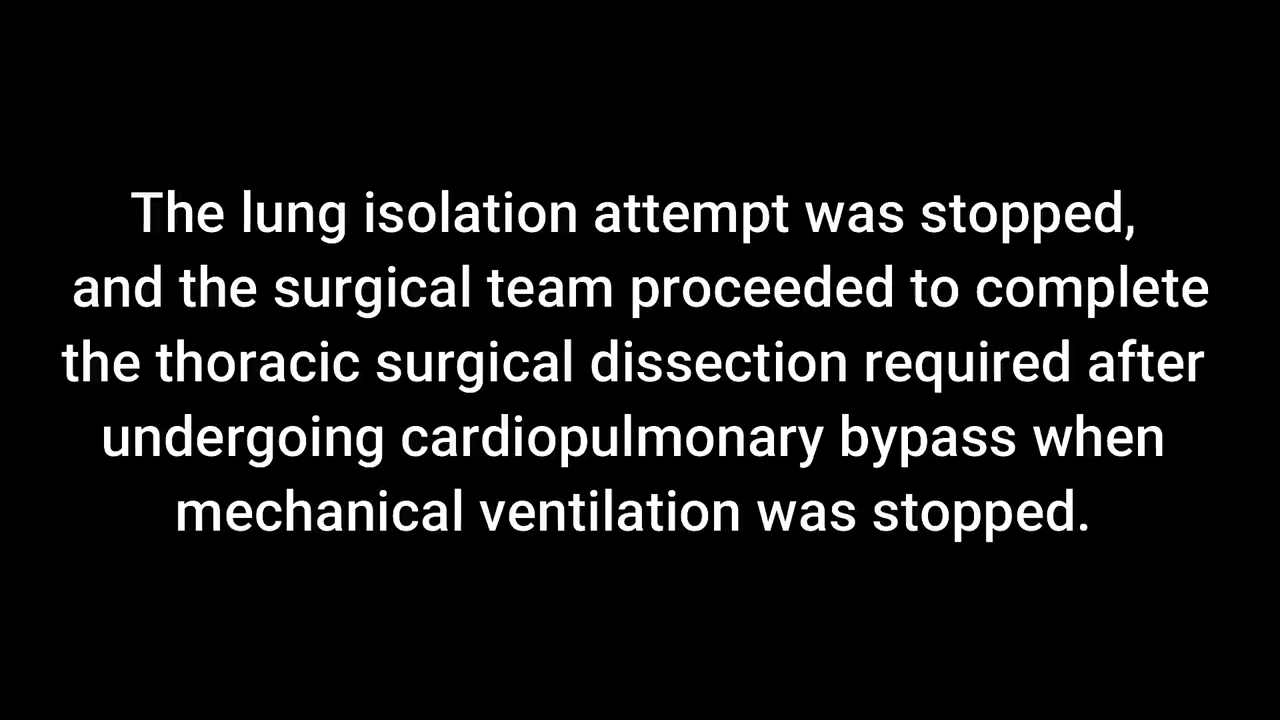 The lung isolation attempt was stopped,
and the surgical team proceeded to complete
the thoracic surgical dissection required after
undergoing cardiopulmonary bypass when
mechanical ventilation was stopped.